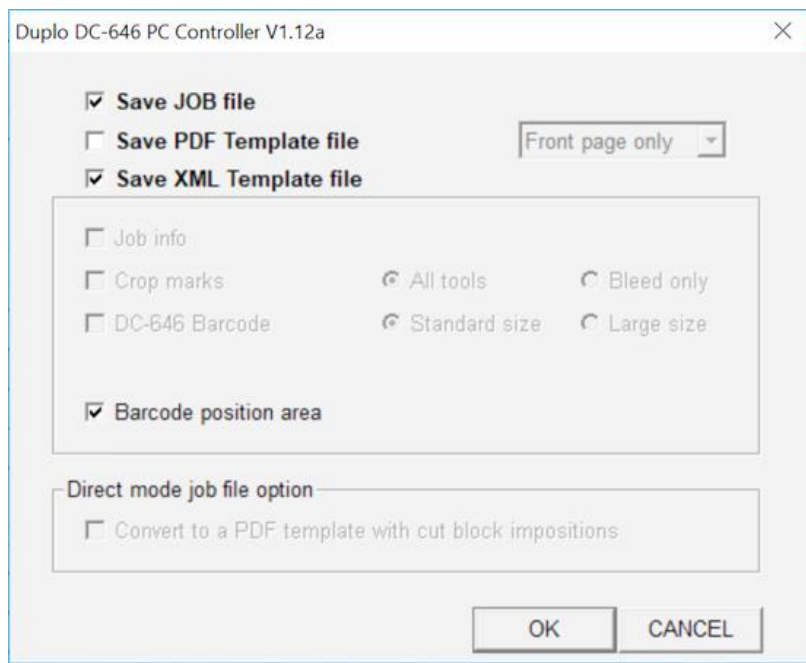 Duplo DC-646 PC Controller V1.12a
Save JOB file
Save PDF Template file Front page only
Save XML Template file
Job info
Crop marks All tools Bleed only
DC-646 Barcode Standard size Large size
Barcode position area
Direct mode job file option
Convert to a PDF template with cut block impositions
OK CANCEL